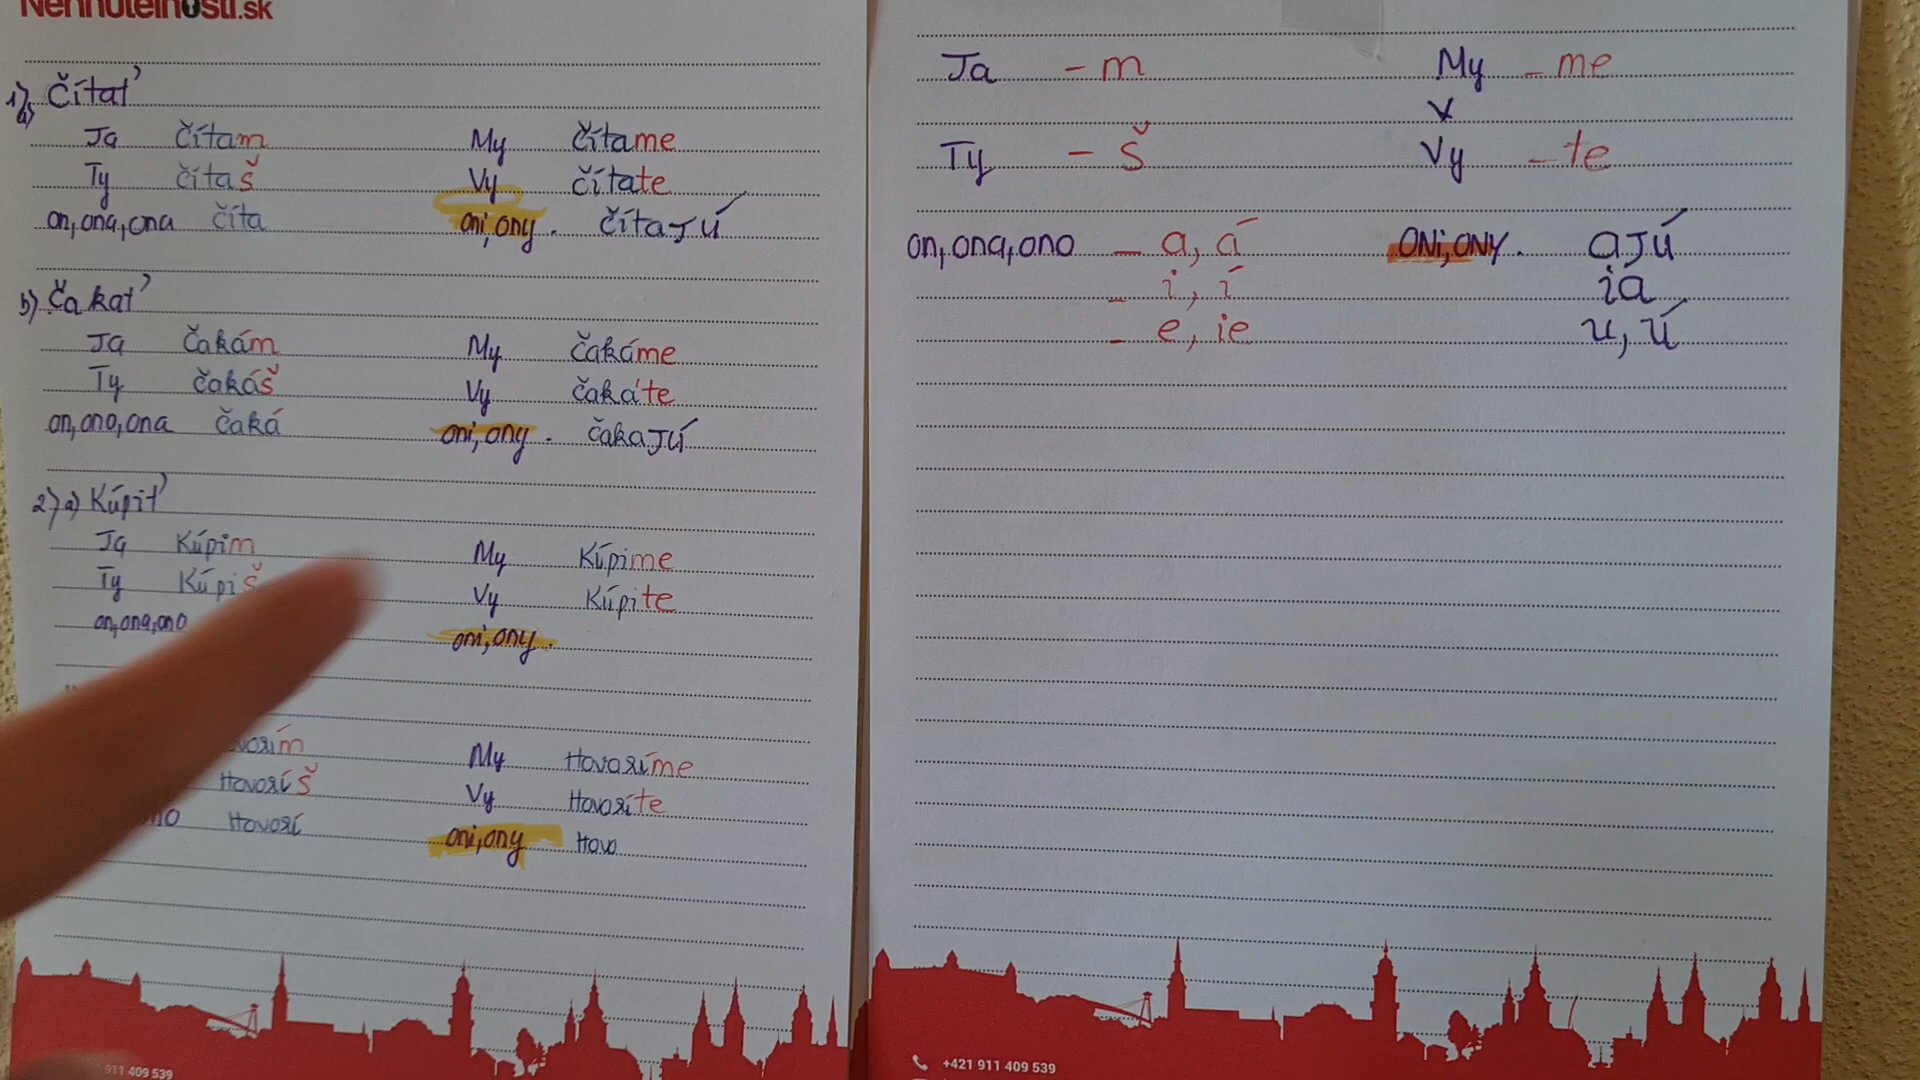 Nehnutelnosti.sk
1) a) Čítať
Ja čítam My čítame
Ty čítaš Vy čítate
on, ona, ona číta oni, ony. čítaJÚ
b) Čakať
Ja čakám My čakáme
Ty čakáš Vy čakáte
on, ono, ona čaká oni, ony. čakaJÚ
2) a) Kúpiť
Ja Kúpim My Kúpime
Ty Kúpiš Vy Kúpite
on, ona, ono oni, ony.
My Hovoríme
Hovoríš Vy Hovoríte
Hovorí oni, ony Hovo
911 409 539
Ja - m My - me
Ty - š Vy - te
on, ona, ono - a, á ONi, ONY. aJÚ
- i, í ia
- e, ie u, ú
+421 911 409 539